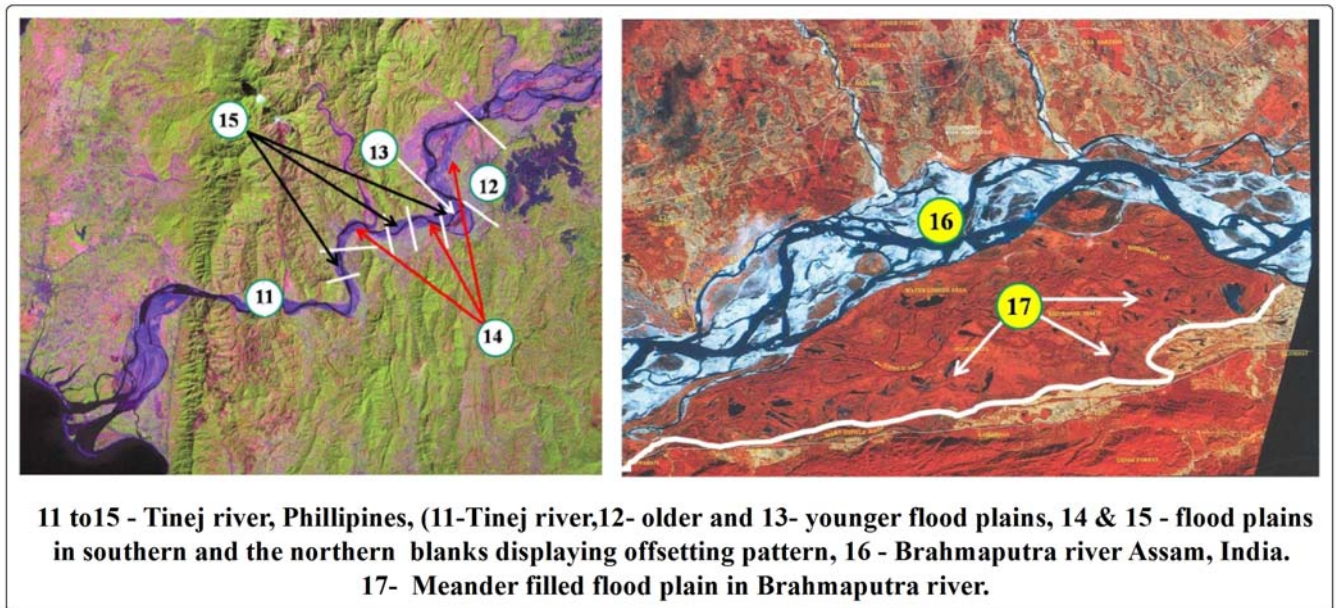 15
13
12
11
14
16
17
11 to15 - Tinej river, Phillipines, (11-Tinej river,12- older and 13- younger flood plains, 14 & 15 - flood plains
in southern and the northern blanks displaying offsetting pattern, 16 - Brahmaputra river Assam, India.
17- Meander filled flood plain in Brahmaputra river.